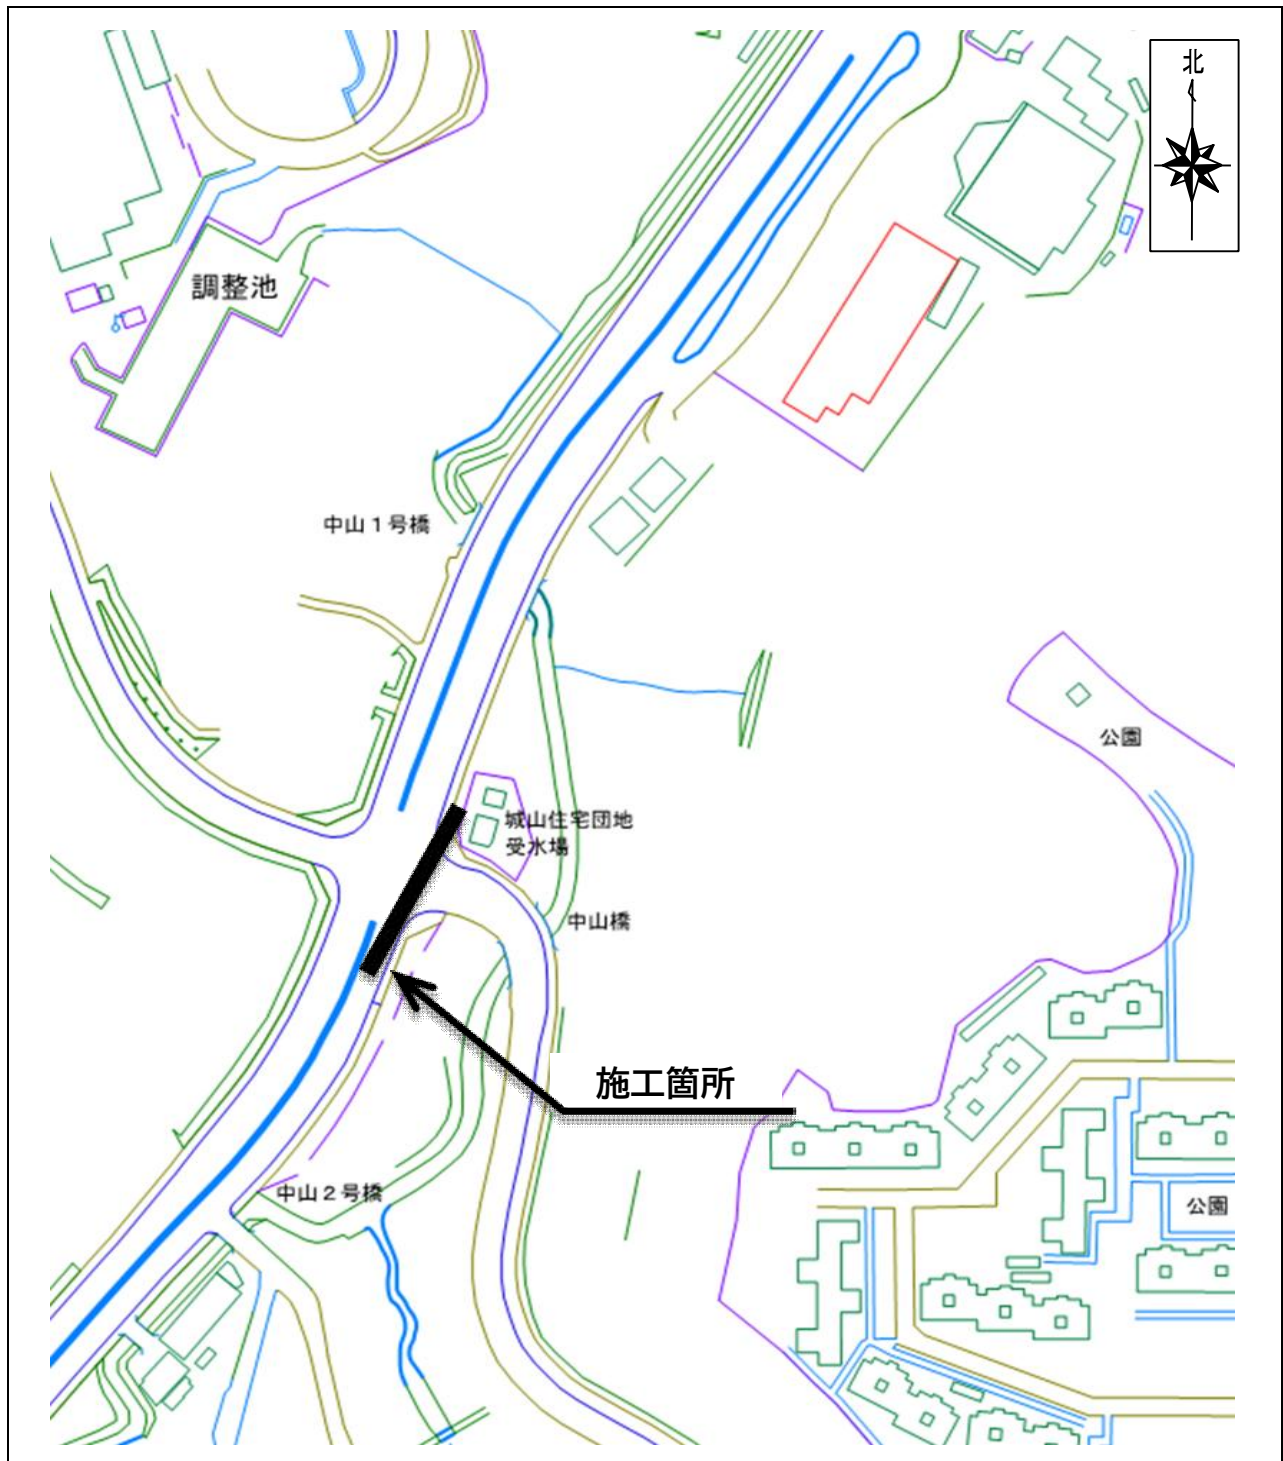 北
調整池
中山１号橋
公園
城山住宅団地
受水場
中山橋
施工箇所
中山２号橋
公園